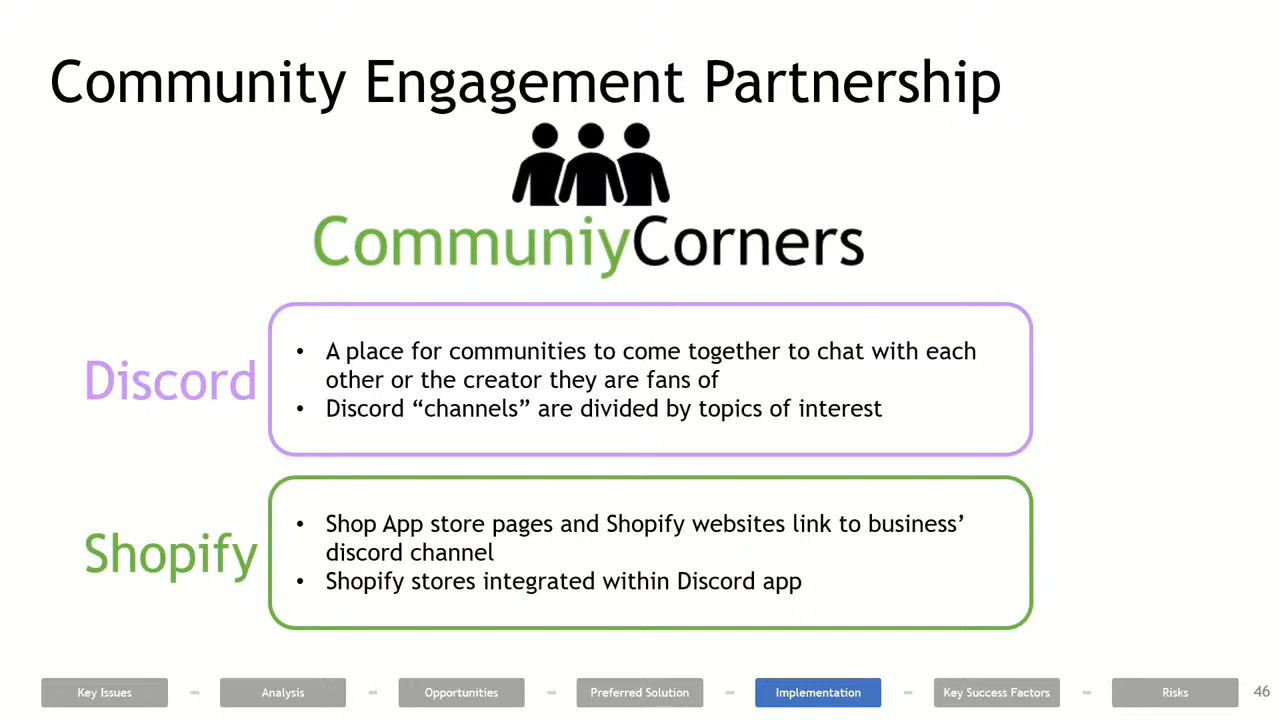 Community Engagement Partnership
CommuniyCorners
Discord
• A place for communities to come together to chat with each
other or the creator they are fans of
• Discord “channels” are divided by topics of interest
Shopify
• Shop App store pages and Shopify websites link to business’
discord channel
• Shopify stores integrated within Discord app
Key Issues
Analysis
Opportunities
Preferred Solution
Implementation
Key Success Factors
Risks
46